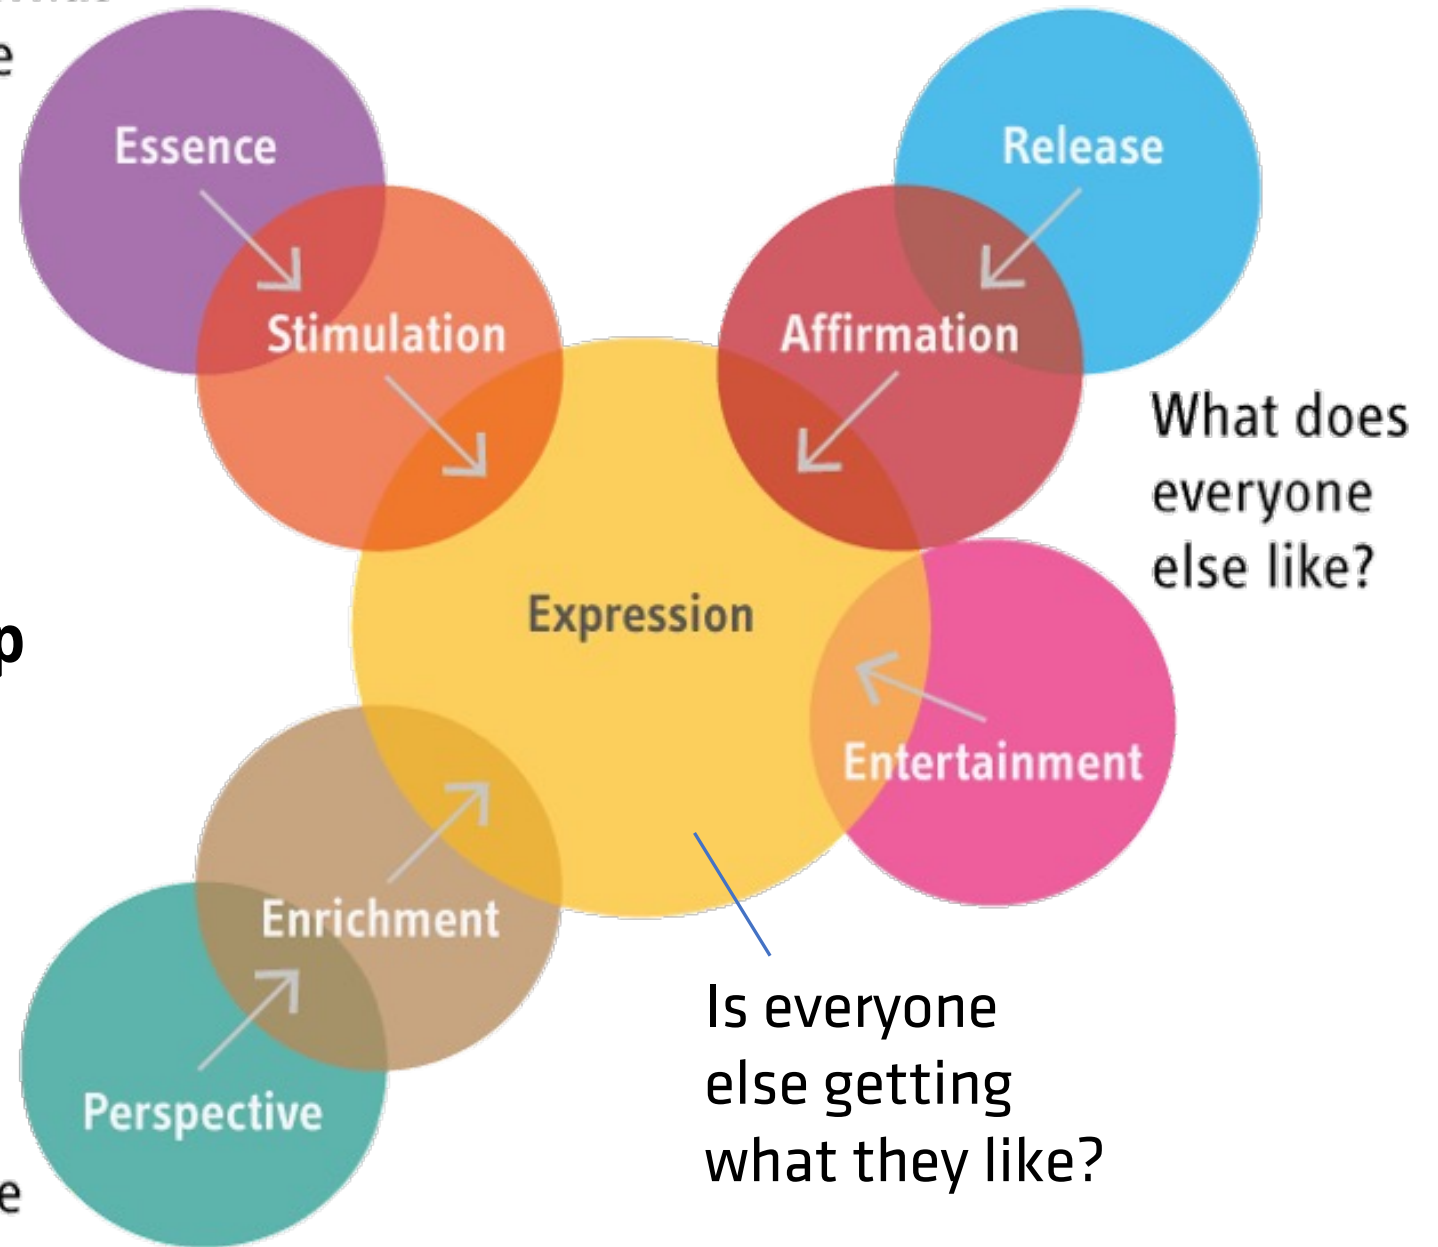 e
Essence
Release
Stimulation
Affirmation
What does
everyone
else like?
Expression
p
Entertainment
Enrichment
Is everyone
else getting
what they like?
Perspective
e